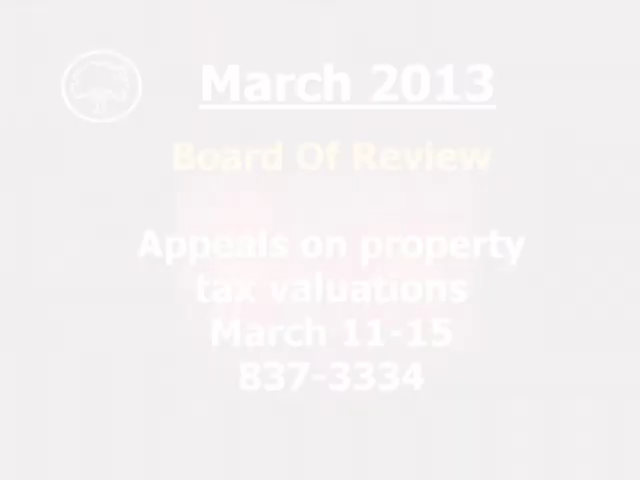 March 2013
Board Of Review
Appeals on property
tax valuations
March 11-15
837-3334